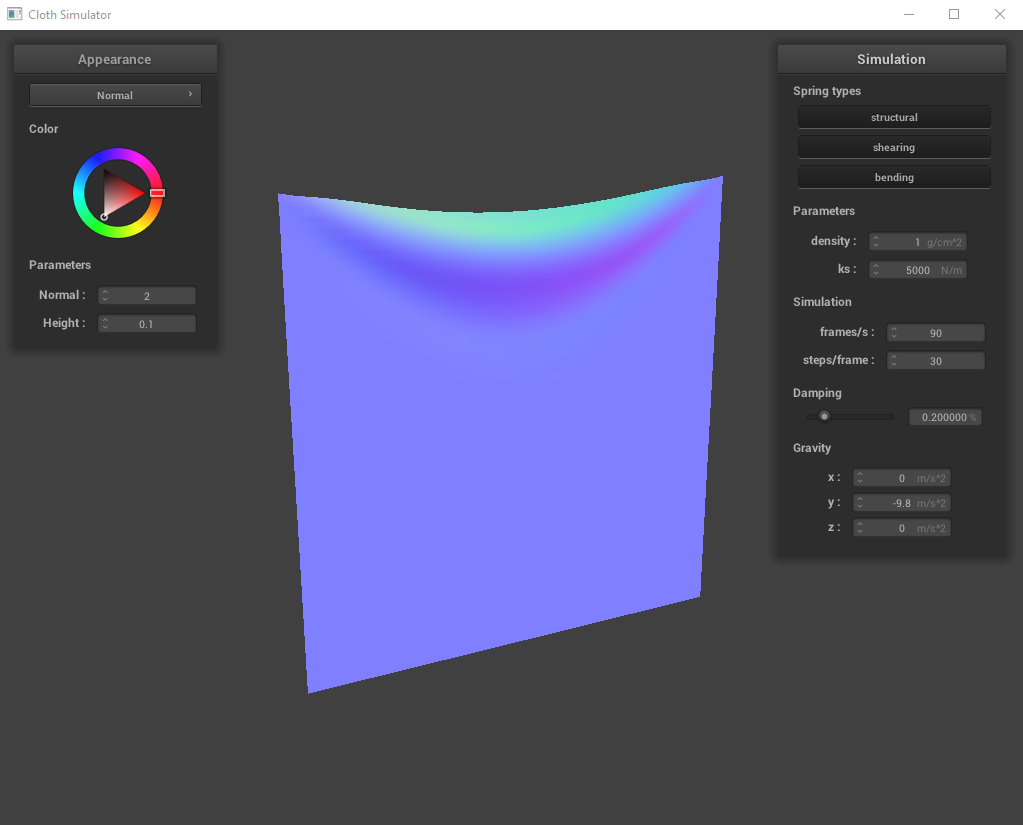 Cloth Simulator
Appearance
Normal
Color
Parameters
Normal : 2
Height : 0.1
Simulation
Spring types
structural
shearing
bending
Parameters
density : 1 g/cm^2
ks : 5000 N/m
Simulation
frames/s : 90
steps/frame : 30
Damping
0.200000 %
Gravity
x : 0 m/s^2
y : -9.8 m/s^2
z : 0 m/s^2